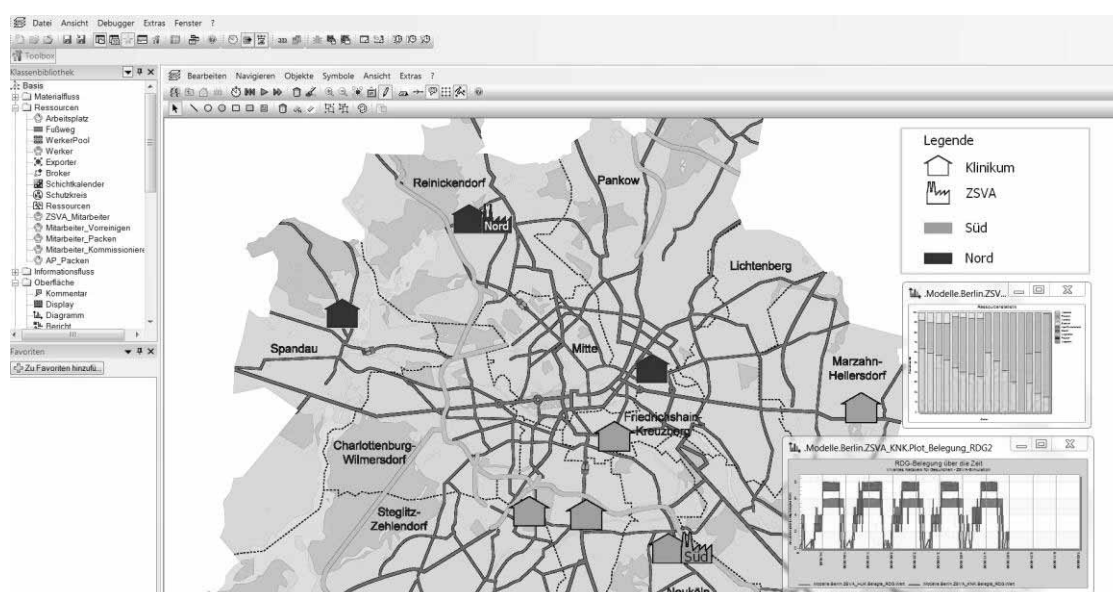 Datei Ansicht Debugger Extras Fenster ?
Toolbox
Klassenbibliothek
Basis
Materialfluss
Ressourcen
Arbeitsplatz
Fußweg
WerkerPool
Werker
Exporter
Broker
Schichtkalender
Schutzkreis
Ressourcen
ZSVA_Mitarbeiter
Mitarbeiter_Vorreinigen
Mitarbeiter_Packen
Mitarbeiter_Kommissioniere
AP_Packen
Informationsfluss
Oberfläche
Kommentar
Display
Diagramm
Bericht
Favoriten
Zu Favoriten hinzufü...
Bearbeiten Navigieren Objekte Symbole Ansicht Extras ?
Reinickendorf
Pankow
Nord
Lichtenberg
Spandau
Mitte
Marzahn-
Hellersdorf
Friedrichshain-
-Kreuzberg
Charlottenburg-
Wilmersdorf
Steglitz-
Zehlendorf
Süd
Neukölln
Legende
Klinikum
ZSVA
Süd
Nord
.Modelle.Berlin.ZSV...
Ressourcenstatistik
.Modelle.Berlin.ZSVA_KNK.Plot_Belegung_RDG2
RDG-Belegung über die Zeit